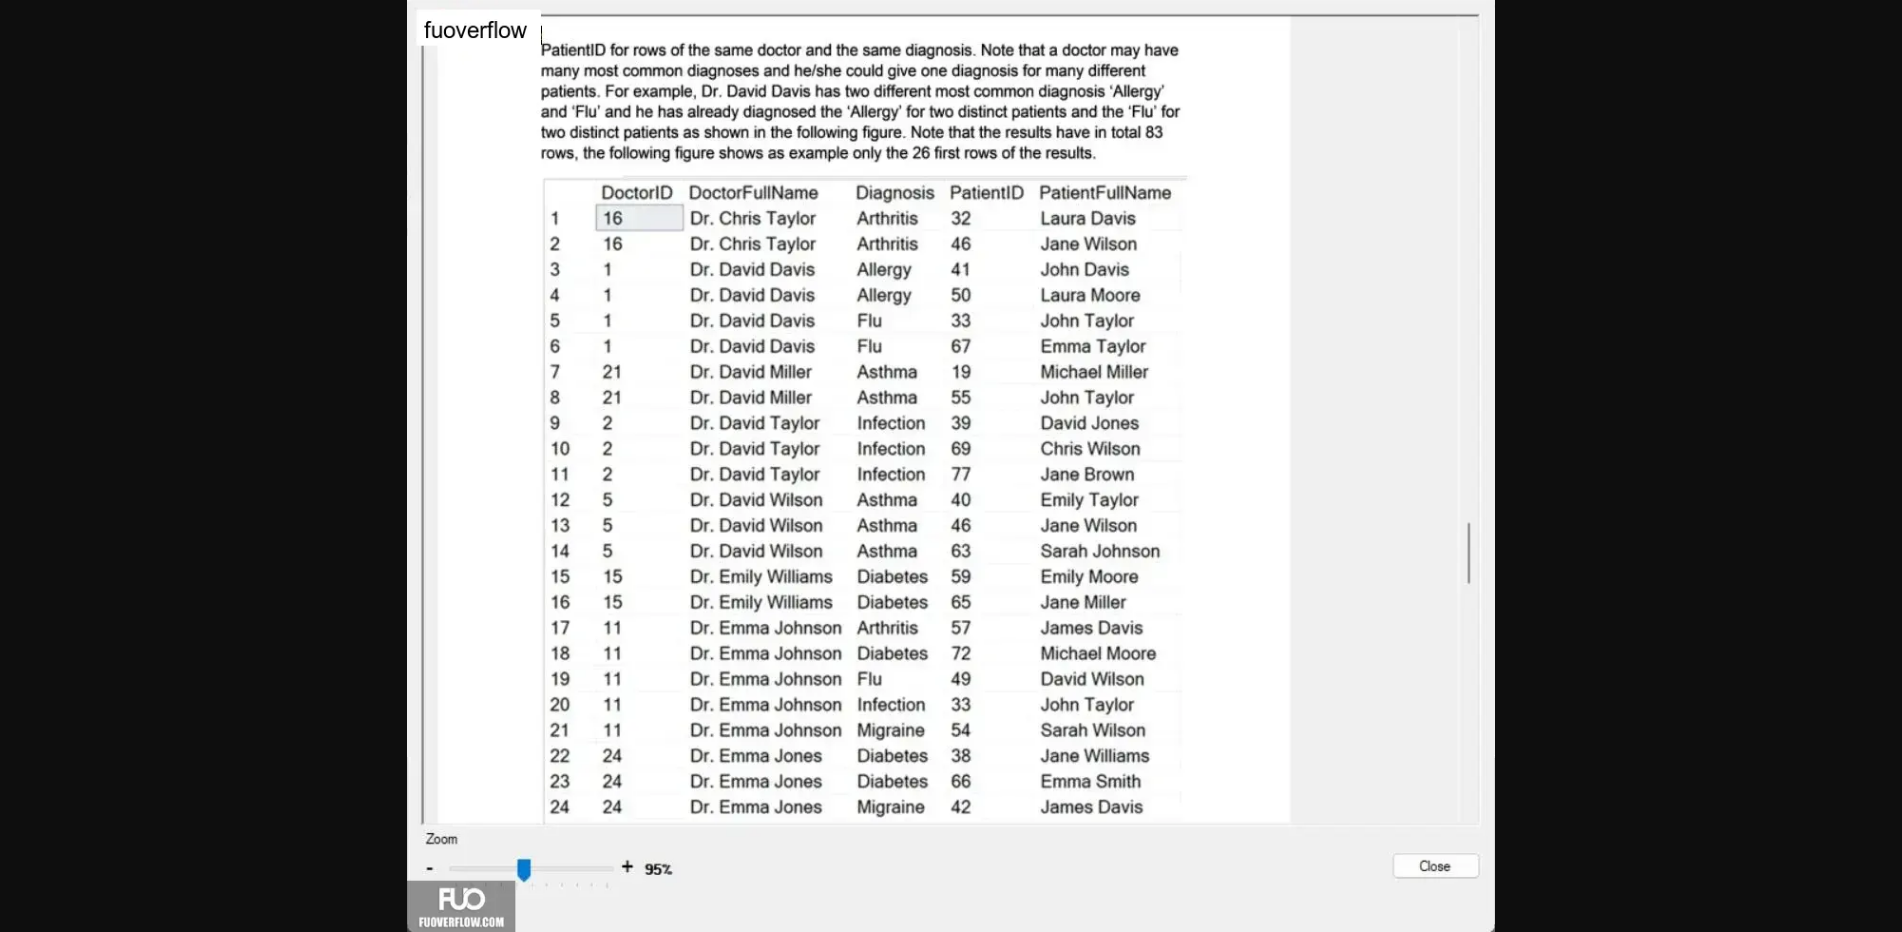 fuoverflow
PatientID for rows of the same doctor and the same diagnosis. Note that a doctor may have
many most common diagnoses and he/she could give one diagnosis for many different
patients. For example, Dr. David Davis has two different most common diagnosis ‘Allergy’
and ‘Flu’ and he has already diagnosed the ‘Allergy’ for two distinct patients and the ‘Flu’ for
two distinct patients as shown in the following figure. Note that the results have in total 83
rows, the following figure shows as example only the 26 first rows of the results.
DoctorID DoctorFullName Diagnosis PatientID PatientFullName
1 16 Dr. Chris Taylor Arthritis 32 Laura Davis
2 16 Dr. Chris Taylor Arthritis 46 Jane Wilson
3 1 Dr. David Davis Allergy 41 John Davis
4 1 Dr. David Davis Allergy 50 Laura Moore
5 1 Dr. David Davis Flu 33 John Taylor
6 1 Dr. David Davis Flu 67 Emma Taylor
7 21 Dr. David Miller Asthma 19 Michael Miller
8 21 Dr. David Miller Asthma 55 John Taylor
9 2 Dr. David Taylor Infection 39 David Jones
10 2 Dr. David Taylor Infection 69 Chris Wilson
11 2 Dr. David Taylor Infection 77 Jane Brown
12 5 Dr. David Wilson Asthma 40 Emily Taylor
13 5 Dr. David Wilson Asthma 46 Jane Wilson
14 5 Dr. David Wilson Asthma 63 Sarah Johnson
15 15 Dr. Emily Williams Diabetes 59 Emily Moore
16 15 Dr. Emily Williams Diabetes 65 Jane Miller
17 11 Dr. Emma Johnson Arthritis 57 James Davis
18 11 Dr. Emma Johnson Diabetes 72 Michael Moore
19 11 Dr. Emma Johnson Flu 49 David Wilson
20 11 Dr. Emma Johnson Infection 33 John Taylor
21 11 Dr. Emma Johnson Migraine 54 Sarah Wilson
22 24 Dr. Emma Jones Diabetes 38 Jane Williams
23 24 Dr. Emma Jones Diabetes 66 Emma Smith
24 24 Dr. Emma Jones Migraine 42 James Davis
Zoom
- + 95%
Close
FUO
FUOVERFLOW.COM